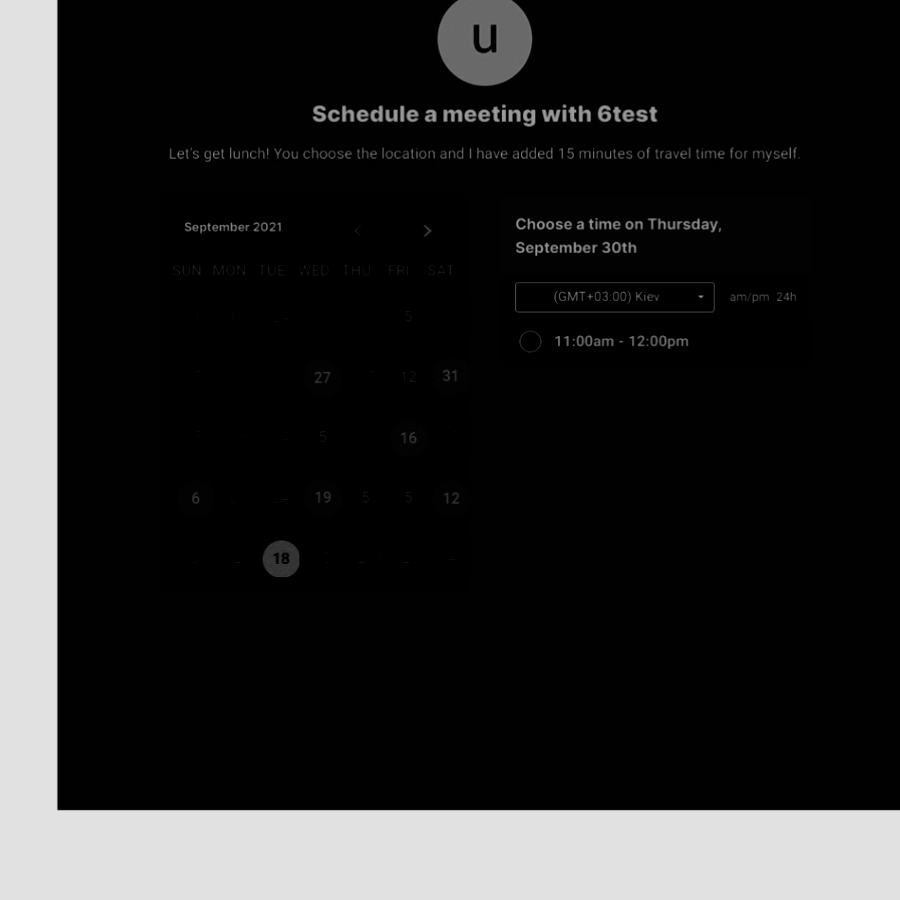 u
Schedule a meeting with 6test
Let's get lunch! You choose the location and I have added 15 minutes of travel time for myself.
September 2021
SUN MON TUE WED THU FRI SAT
5
27 12 31
5 16
6 19 5 5 12
18
Choose a time on Thursday,
September 30th
(GMT+03:00) Kiev am/pm 24h
11:00am - 12:00pm